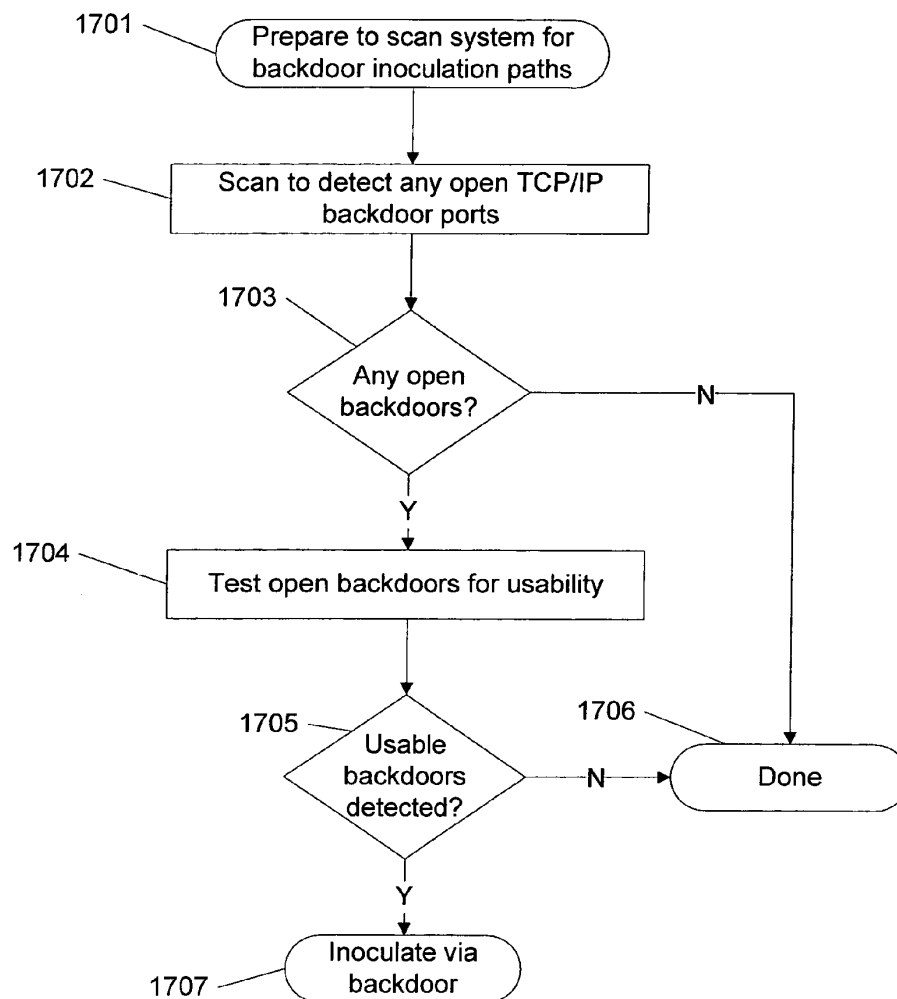 1701
Prepare to scan system for
backdoor inoculation paths
1702
Scan to detect any open TCP/IP
backdoor ports
1703
Any open
backdoors?
N
Y
1704
Test open backdoors for usability
1705
Usable
backdoors
detected?
N
1706
Done
Y
1707
Inoculate via
backdoor